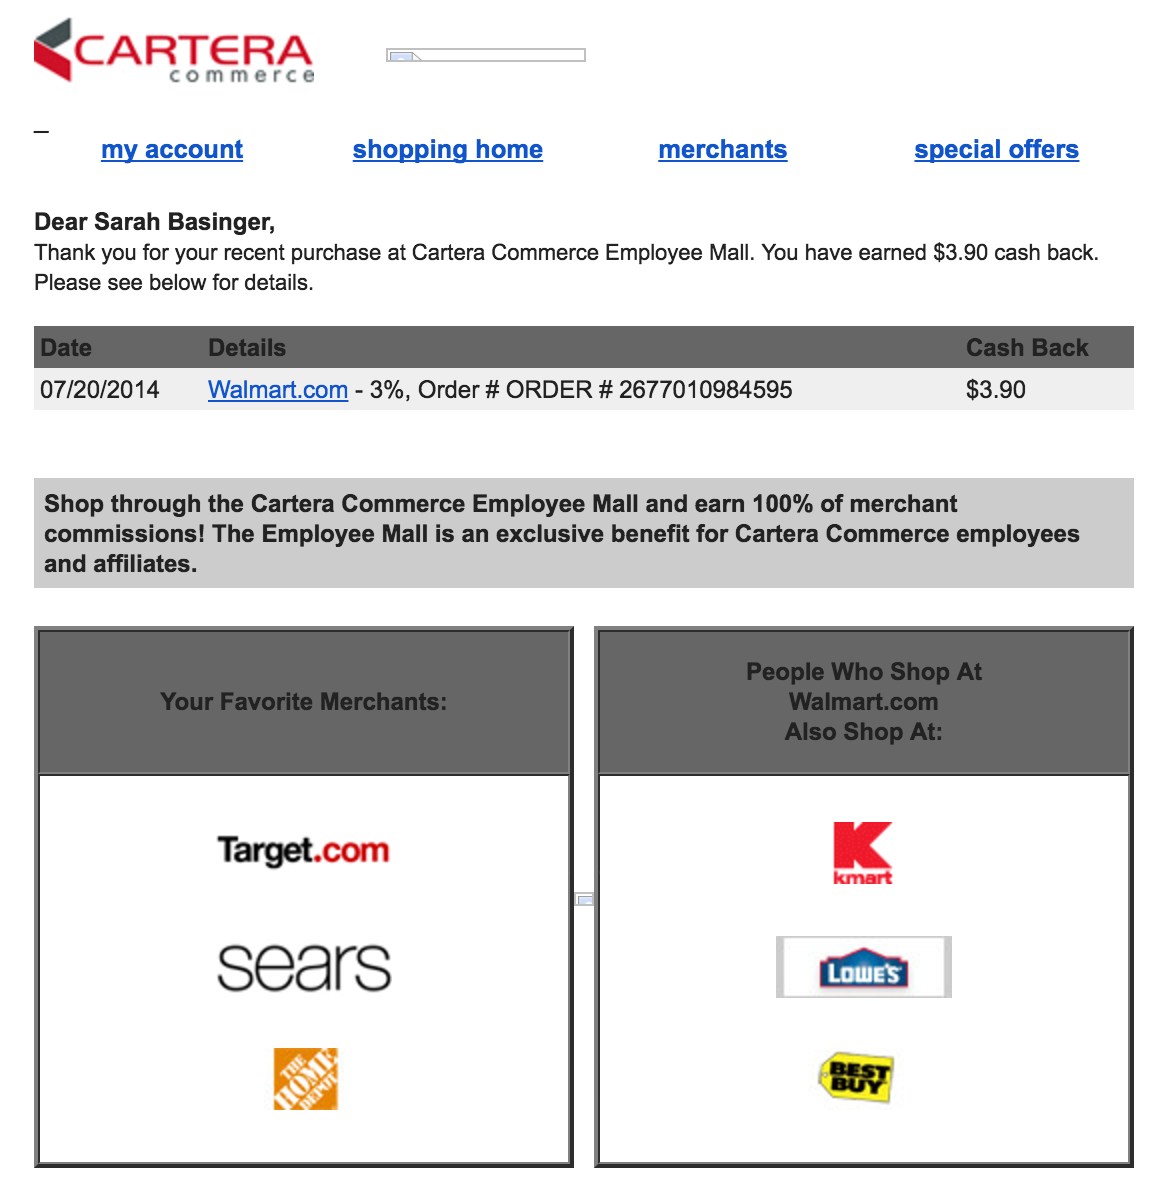 CARTERA
commerce
my account shopping home merchants special offers
Dear Sarah Basinger,
Thank you for your recent purchase at Cartera Commerce Employee Mall. You have earned $3.90 cash back.
Please see below for details.
Date Details Cash Back
07/20/2014 Walmart.com - 3%, Order # ORDER # 2677010984595 $3.90
Shop through the Cartera Commerce Employee Mall and earn 100% of merchant
commissions! The Employee Mall is an exclusive benefit for Cartera Commerce employees
and affiliates.
Your Favorite Merchants:
Target.com
sears
THE
HOME
DEPOT
People Who Shop At
Walmart.com
Also Shop At:
K
kmart
LOWE'S
BEST
BUY